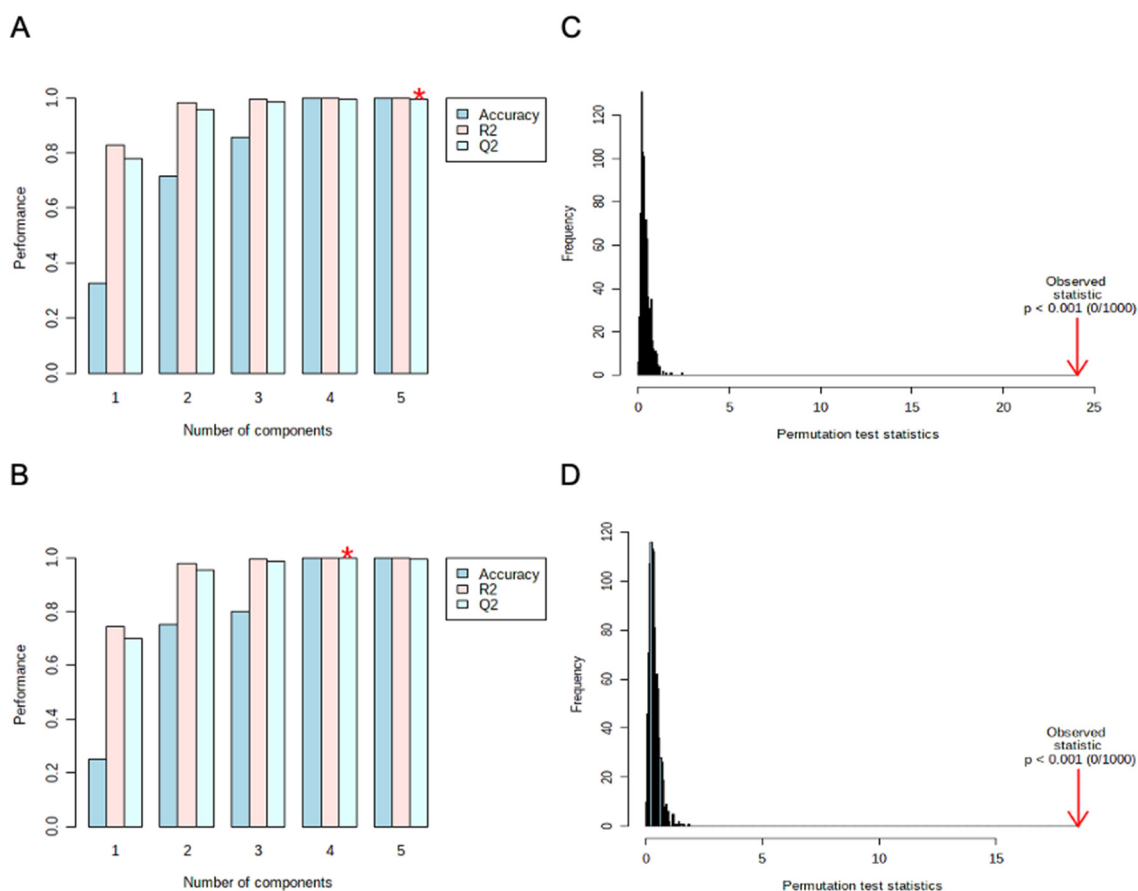 A
1.0
0.8
0.6
0.4
0.2
0.0
Performance
*
Accuracy
R2
Q2
1 2 3 4 5
Number of components
C
120
100
80
60
40
20
0
Frequency
Observed
statistic
p < 0.001 (0/1000)
0 5 10 15 20 25
Permutation test statistics
B
1.0
0.8
0.6
0.4
0.2
0.0
Performance
*
Accuracy
R2
Q2
1 2 3 4 5
Number of components
D
120
100
80
60
40
20
0
Frequency
Observed
statistic
p < 0.001 (0/1000)
0 5 10 15
Permutation test statistics